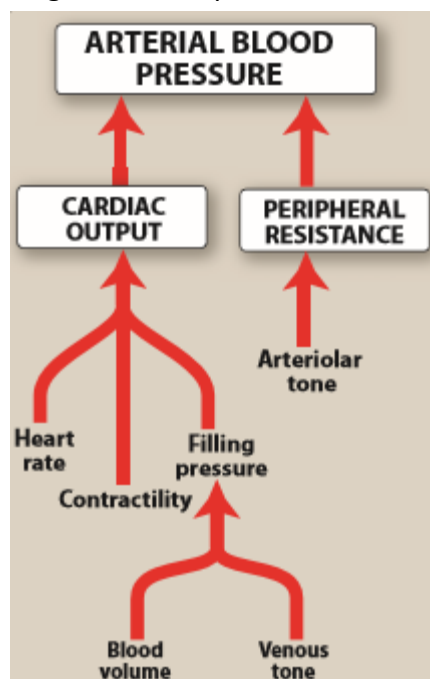 ARTERIAL BLOOD
PRESSURE
CARDIAC
OUTPUT
PERIPHERAL
RESISTANCE
Arteriolar
tone
Heart
rate
Filling
pressure
Contractility
Blood
volume
Venous
tone